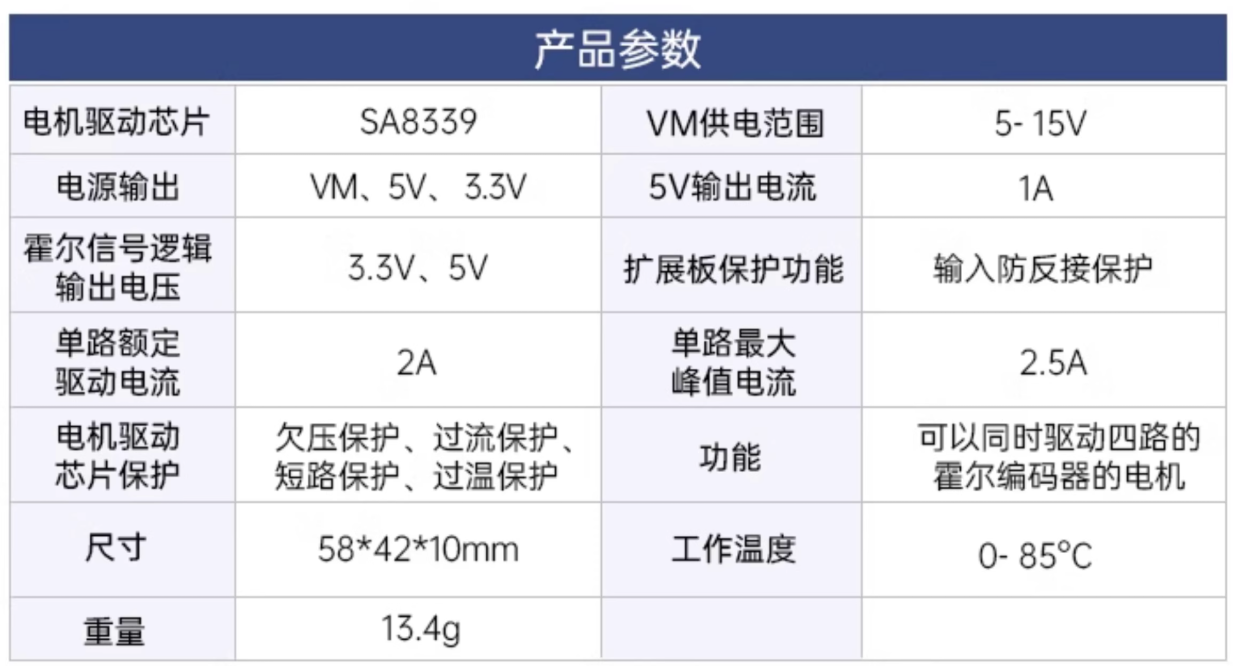 产品参数
电机驱动芯片
SA8339
VM供电范围
5- 15V
电源输出
VM、5V、 3.3V
5V输出电流
1A
霍尔信号逻辑
输出电压
3.3V、5V
扩展板保护功能
输入防反接保护
单路额定
驱动电流
2A
单路最大
峰值电流
2.5A
电机驱动
芯片保护
欠压保护、过流保护、
短路保护、过温保护
功能
可以同时驱动四路的
霍尔编码器的电机
尺寸
58*42*10mm
工作温度
0- 85°C
重量
13.4g